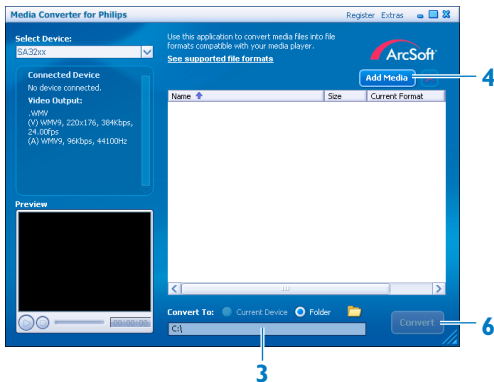 Media Converter for Philips
Register Extras
Select Device:
SA32xx
Use this application to convert media files into file
formats compatible with your media player.
See supported file formats
ArcSoft
Connected Device
No device connected.
Video Output:
.WMV
(V) WMV9, 220x176, 384Kbps,
24.00fps
(A) WMV9, 96Kbps, 44100Hz
Add Media
4
Name Size Current Format
Preview
00:00:00
Convert To: Current Device Folder
C:\
Convert
6
3